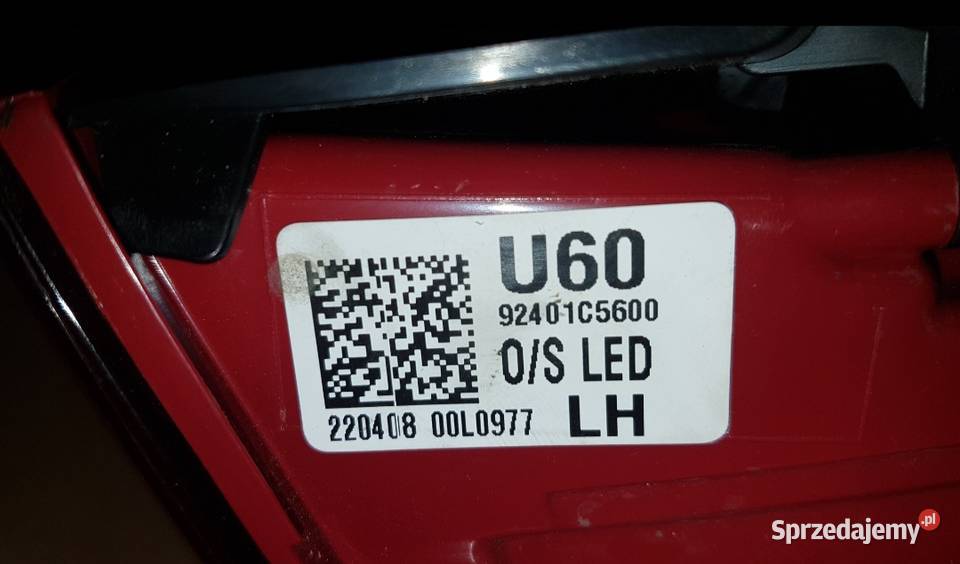 U60
92401C5600
O/S LED
220408 00L0977 LH
Sprzedajemy.pl